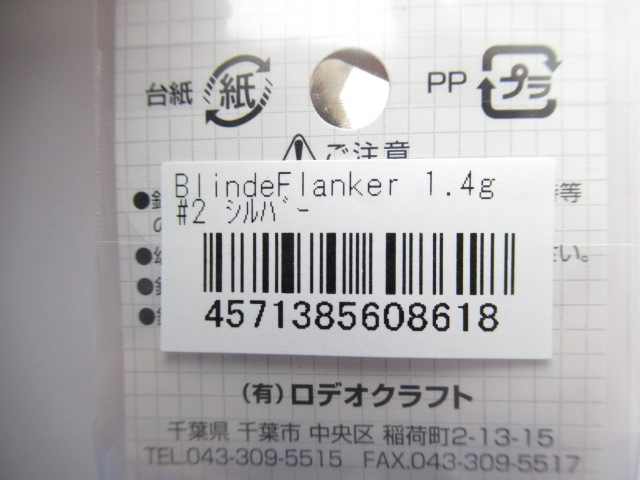 台紙 紙 PP プラ
ご注意
BlindeFlanker 1.4g
#2 シルバー
4571385608618
(有)ロデオクラフト
千葉県 千葉市 中央区 稲荷町2-13-15
TEL.043-309-5515 FAX.043-309-5517